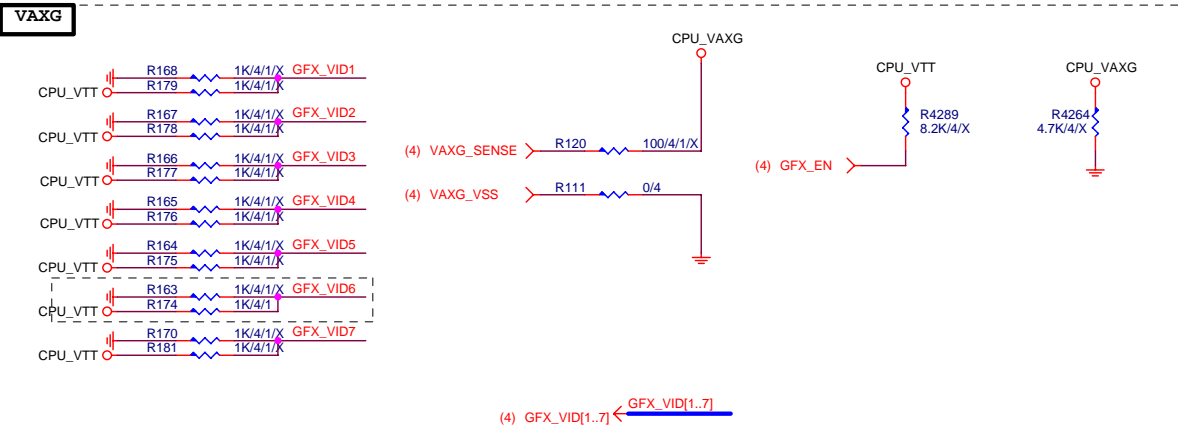 VAXG
R168 1K/4/1/X GFX_VID1
CPU_VTT R179 1K/4/1/X
R167 1K/4/1/X GFX_VID2
CPU_VTT R178 1K/4/1/X
R166 1K/4/1/X GFX_VID3
CPU_VTT R177 1K/4/1/X
R165 1K/4/1/X GFX_VID4
CPU_VTT R176 1K/4/1/X
R164 1K/4/1/X GFX_VID5
CPU_VTT R175 1K/4/1/X
R163 1K/4/1/X GFX_VID6
CPU_VTT R174 1K/4/1
R170 1K/4/1/X GFX_VID7
CPU_VTT R181 1K/4/1/X
CPU_VAXG
(4) VAXG_SENSE R120 100/4/1/X
(4) VAXG_VSS R111 0/4
CPU_VTT
R4289
8.2K/4/X
(4) GFX_EN
CPU_VAXG
R4264
4.7K/4/X
GFX_VID[1..7]
(4) GFX_VID[1..7]